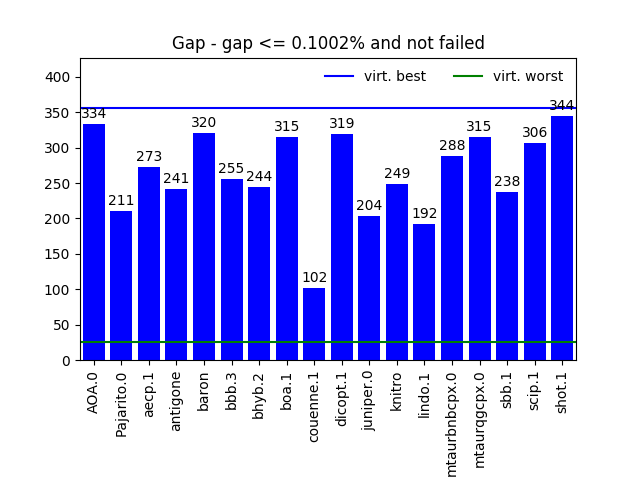 Gap - gap <= 0.1002% and not failed
virt. best
virt. worst
400
350
300
250
200
150
100
50
0
334
211
273
241
320
255
244
315
102
319
204
249
192
288
315
238
306
344
AOA.0
Pajarito.0
aecp.1
antigone
baron
bbb.3
bhyb.2
boa.1
couenne.1
dicopt.1
juniper.0
knitro
lindo.1
mtaurbnbcpx.0
mtaurqgcpx.0
sbb.1
scip.1
shot.1